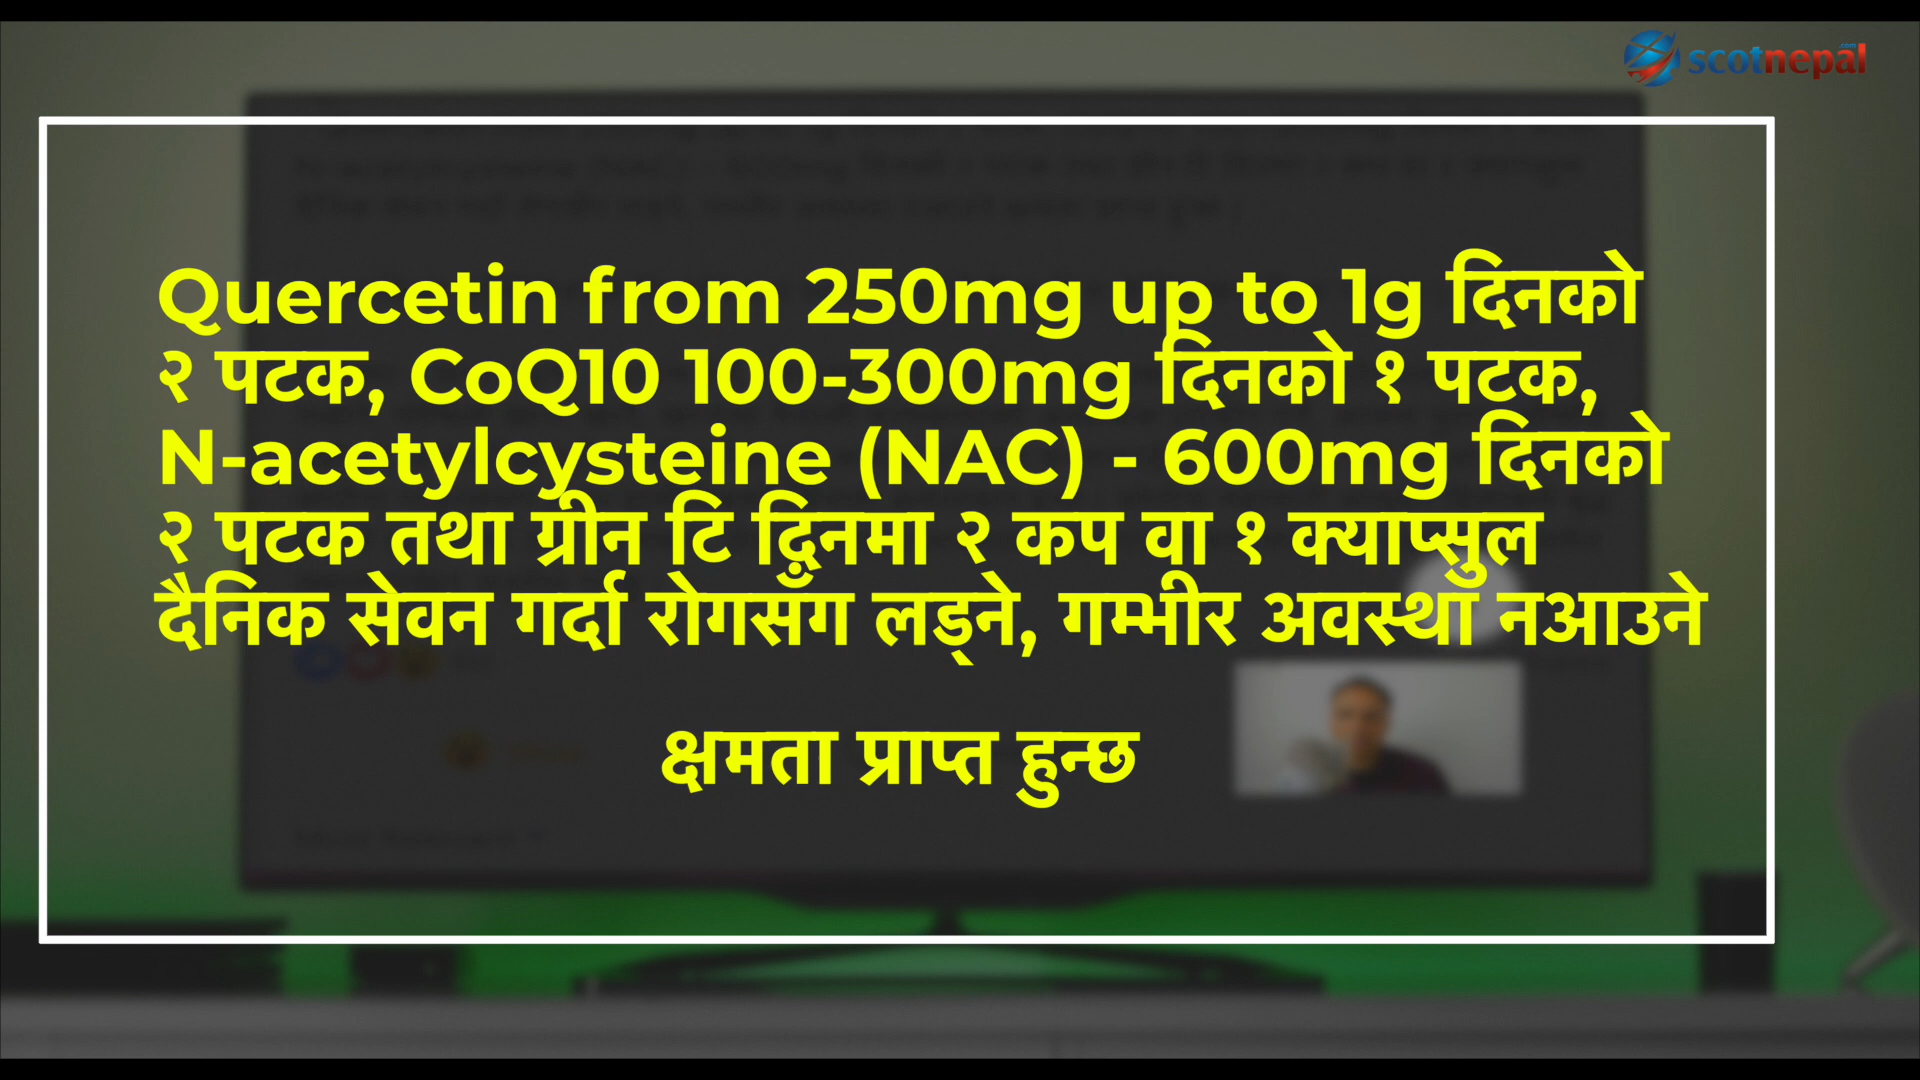 scotnepal.com
Quercetin from 250mg up to 1g दिनको
२ पटक, CoQ10 100-300mg दिनको १ पटक,
N-acetylcysteine (NAC) - 600mg दिनको
२ पटक तथा ग्रीन टि द्निनमा २ कप वा १ क्याप्सुल
दैनिक सेवन गर्दा रोगसँग लड्ने, गम्भीर अवस्था नआउने
क्षमता प्राप्त हुन्छ